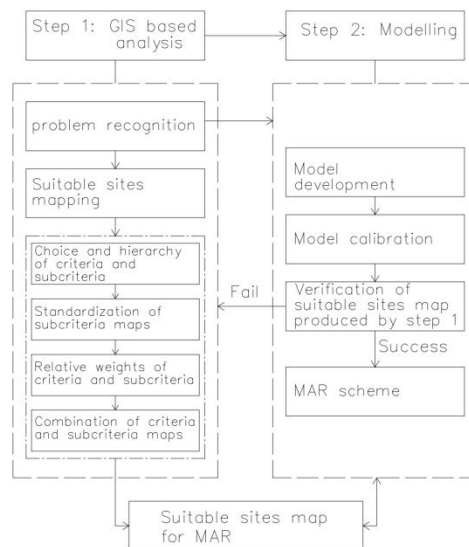 Step 1: GIS based
analysis
Step 2: Modelling
problem recognition
Suitable sites
mapping
Choice and hierarchy
of criteria and
subcriteria
Standardization of
subcriteria maps
Relative weights of
criteria and subcriteria
Combination of criteria
and subcriteria maps
Model
development
Model calibration
Fail
Verification of
suitable sites map
produced by step 1
Success
MAR scheme
Suitable sites map
for MAR